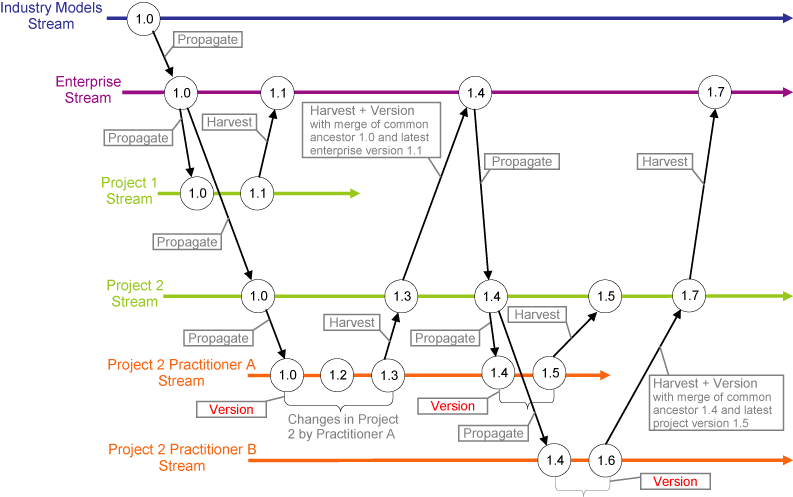 Industry Models
Stream
1.0
Propagate
Enterprise
Stream
1.0
1.1
1.4
1.7
Propagate
Harvest
Harvest + Version
with merge of common
ancestor 1.0 and latest
enterprise version 1.1
Propagate
Harvest
Project 1
Stream
1.0
1.1
Propagate
Project 2
Stream
1.0
1.3
1.4
1.5
1.7
Propagate
Harvest
Propagate
Harvest
Project 2 Practitioner A
Stream
1.0
1.2
1.3
1.4
1.5
Version
Changes in Project
2 by Practitioner A
Version
Propagate
Harvest + Version
with merge of common
ancestor 1.4 and latest
project version 1.5
Project 2 Practitioner B
Stream
1.4
1.6
Version